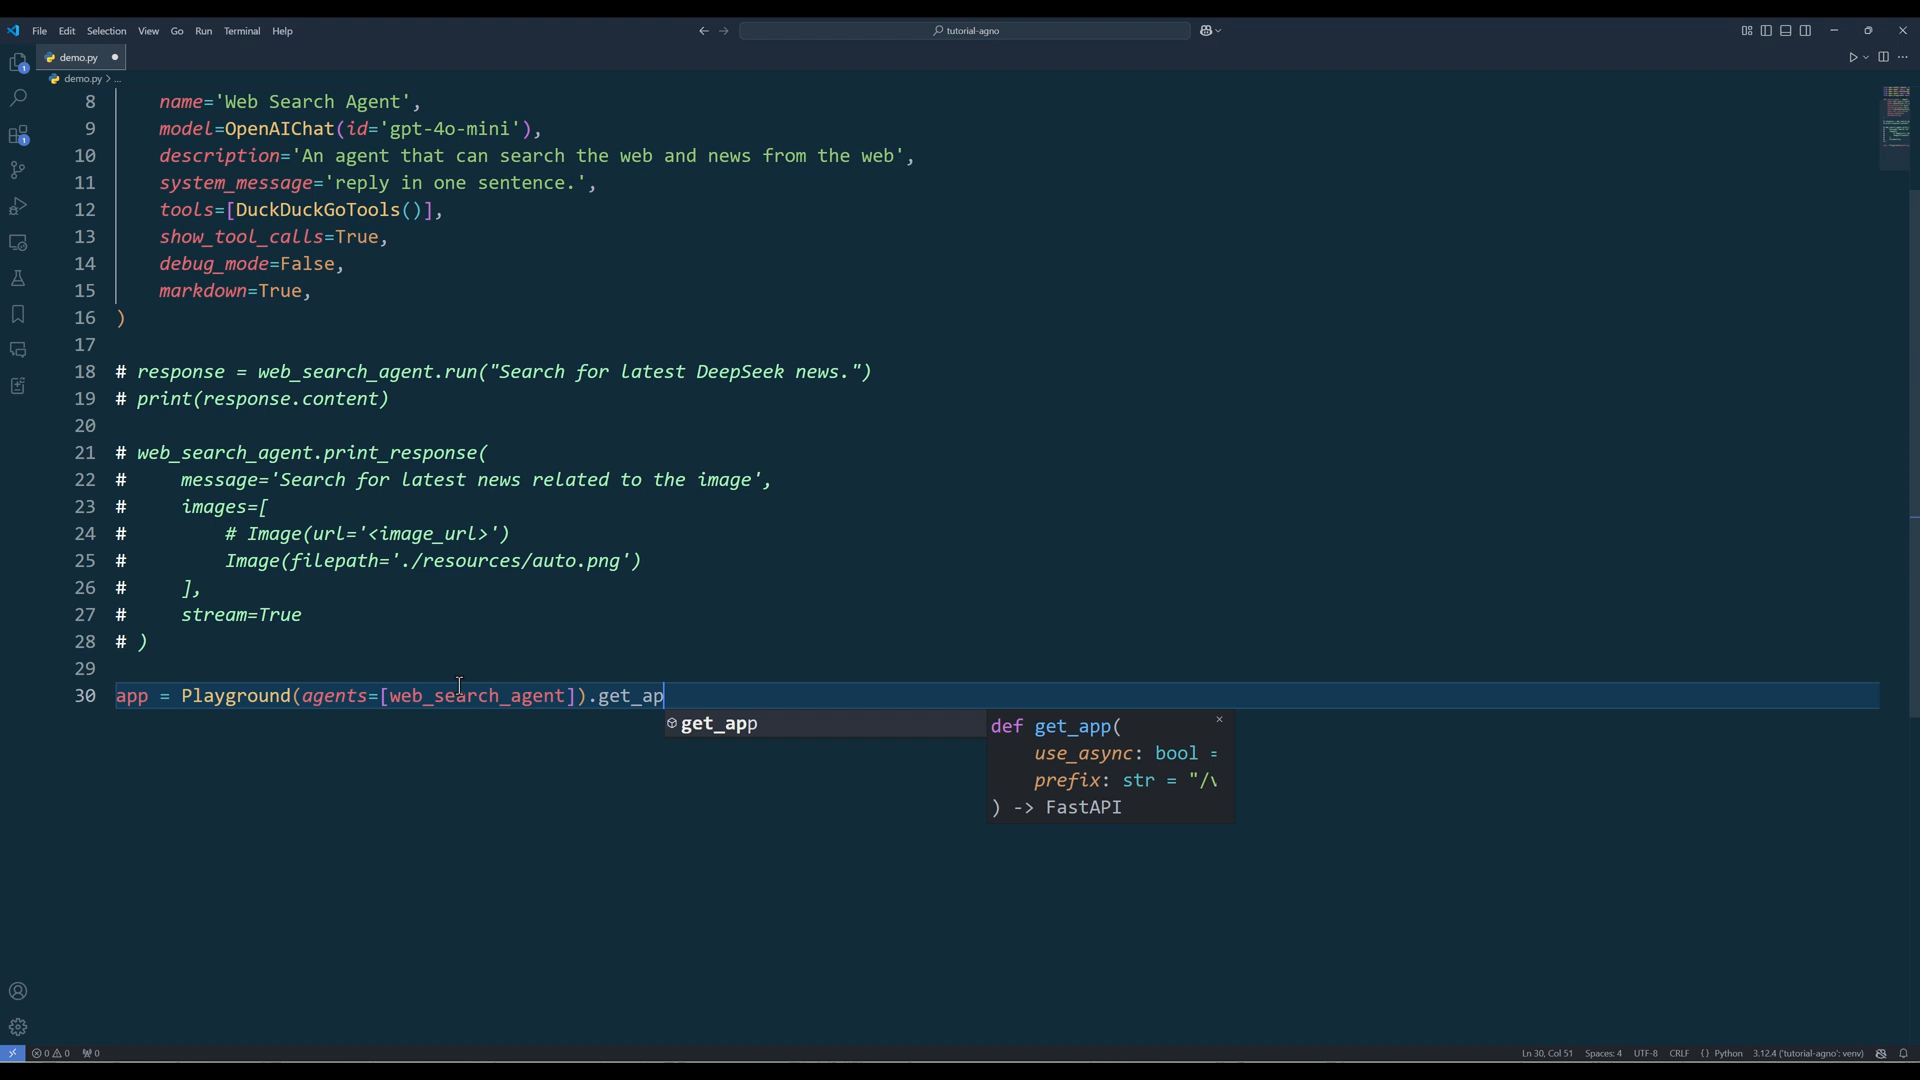 File Edit Selection View Go Run Terminal Help
tutorial-agno
demo.py
demo.py > ...
8 name='Web Search Agent',
9 model=OpenAIChat(id='gpt-4o-mini'),
10 description='An agent that can search the web and news from the web',
11 system_message='reply in one sentence.',
12 tools=[DuckDuckGoTools()],
13 show_tool_calls=True,
14 debug_mode=False,
15 markdown=True,
16 )
17
18 # response = web_search_agent.run("Search for latest DeepSeek news.")
19 # print(response.content)
20
21 # web_search_agent.print_response(
22 #     message='Search for latest news related to the image',
23 #     images=[
24 #         # Image(url='<image_url>')
25 #         Image(filepath='./resources/auto.png')
26 #     ],
27 #     stream=True
28 # )
29
30 app = Playground(agents=[web_search_agent]).get_ap
get_app
def get_app(
use_async: bool =
prefix: str = "/v
) -> FastAPI
1
1
0 0 0 Ln 30, Col 51 Spaces: 4 UTF-8 CRLF {} Python 3.12.4 ('tutorial-agno': venv)